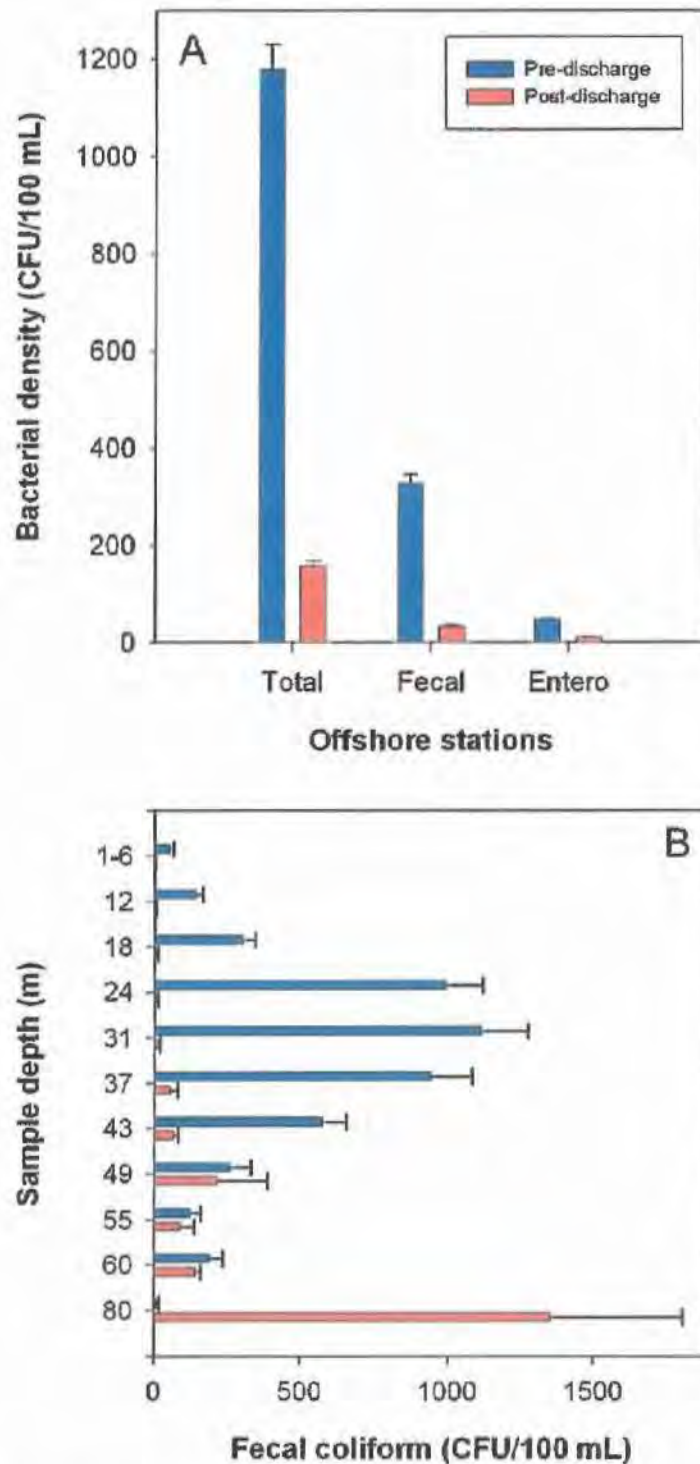 A
Pre-discharge
Post-discharge
Bacterial density (CFU/100 mL)
1200
1000
800
600
400
200
0
Total Fecal Entero
Offshore stations
B
Sample depth (m)
1-6
12
18
24
31
37
43
49
55
60
80
0 500 1000 1500
Fecal coliform (CFU/100 mL)